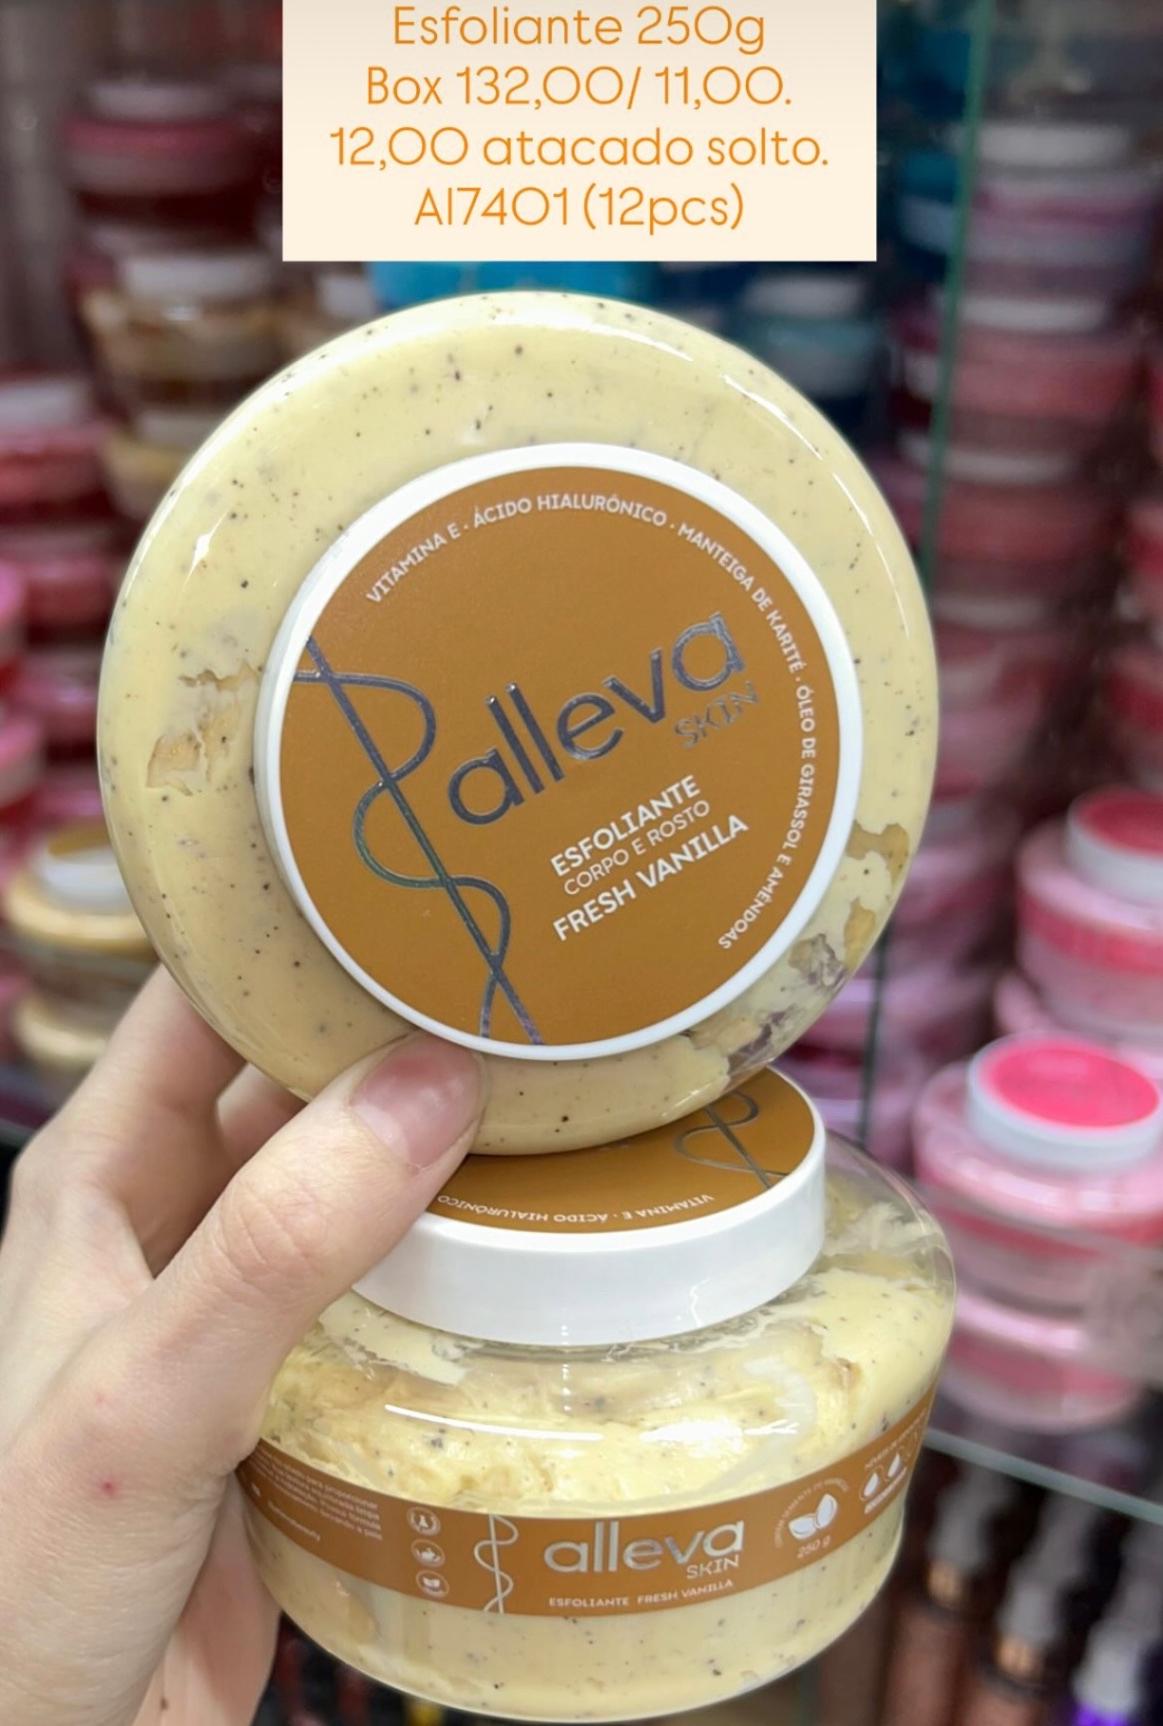 Esfoliante 250g
Box 132,00/ 11,00.
12,00 atacado solto.
Al7401 (12pcs)
VITAMINA E · ÁCIDO HIALURÔNICO · MANTEIGA DE KARITÉ · ÓLEO DE GIRASSOL E AMÊNDOAS
alleva
SKIN
ESFOLIANTE
CORPO E ROSTO
FRESH VANILLA
VITAMINA E · ÁCIDO HIALURÔNICO
alleva
SKIN
ESFOLIANTE FRESH VANILLA
250 g